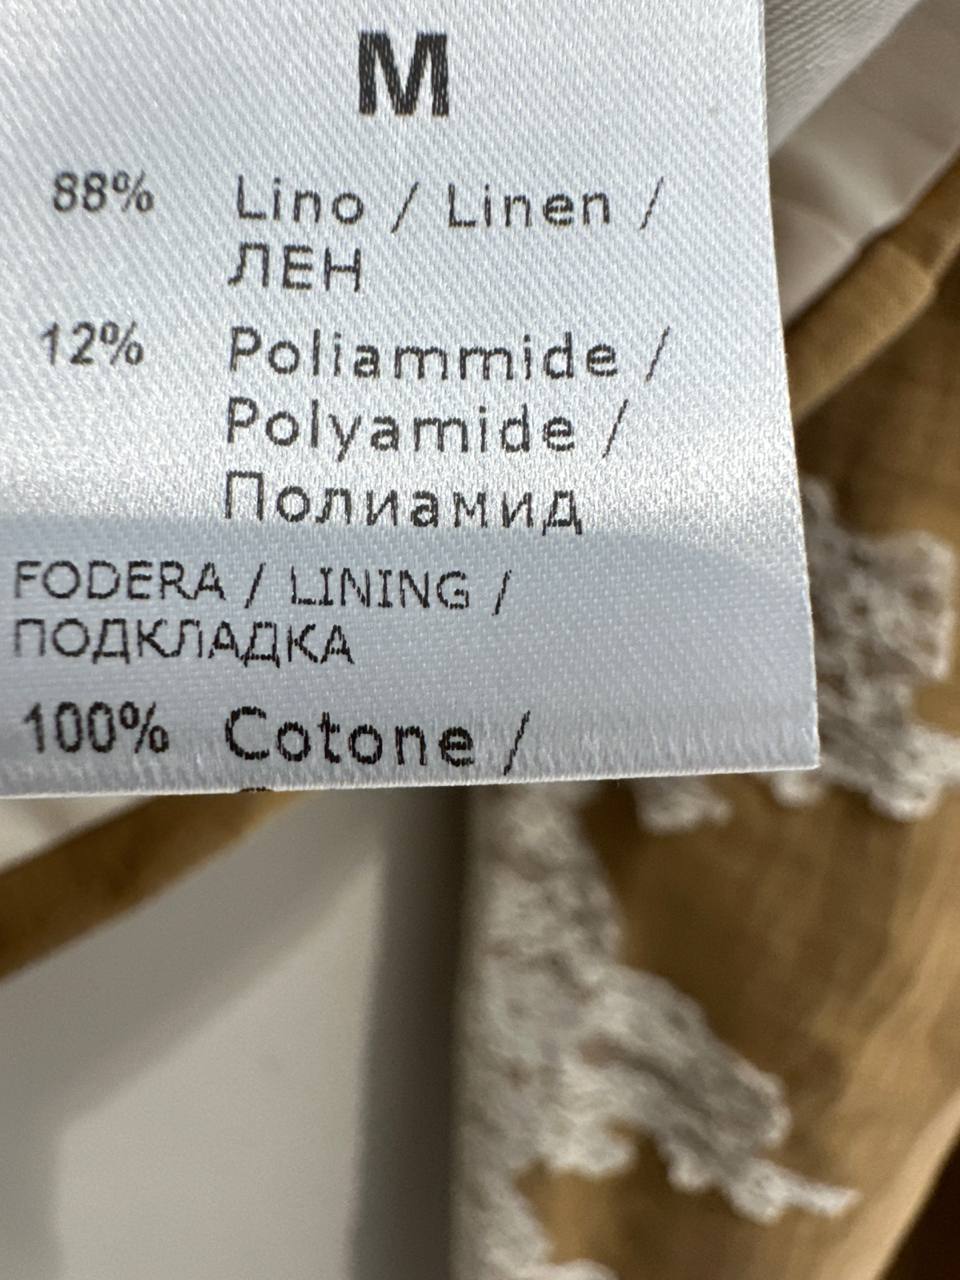 M
88% Lino / Linen /
ЛЕН
12% Poliammide /
Polyamide /
Полиамид
FODERA / LINING /
ПОДКЛАДКА
100% Cotone /